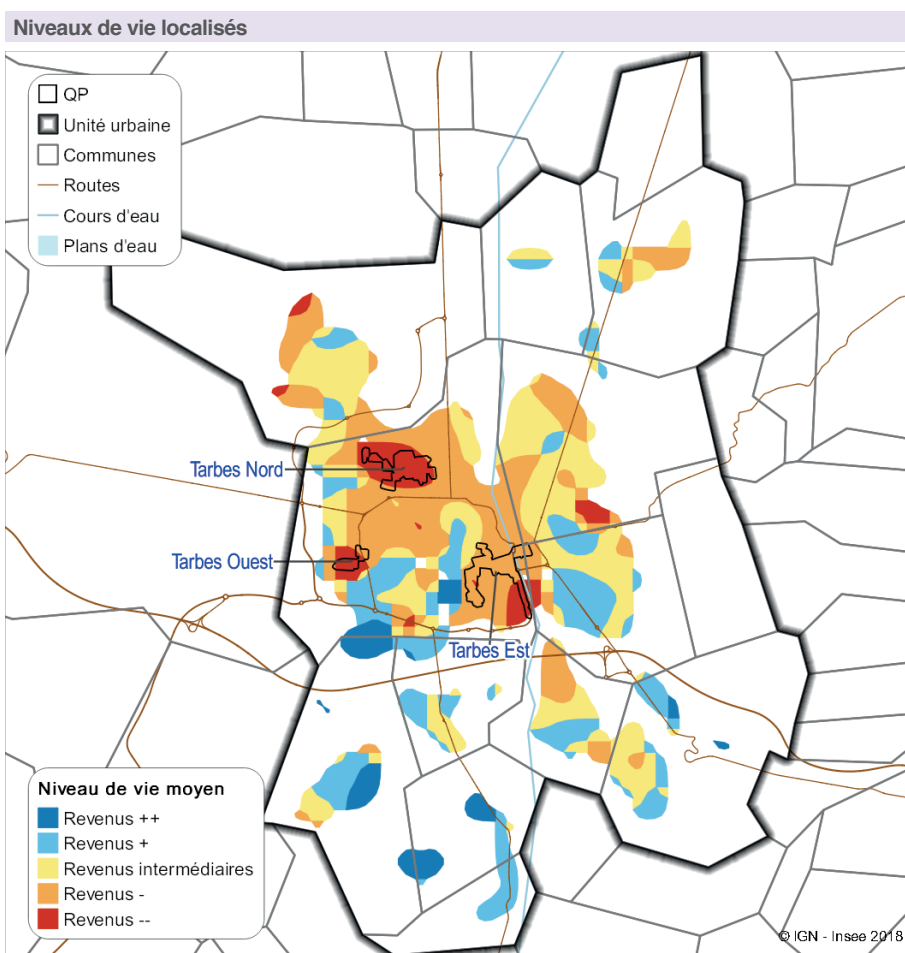 Niveaux de vie localisés
QP
Unité urbaine
Communes
Routes
Cours d'eau
Plans d'eau
Tarbes Nord
Tarbes Ouest
Tarbes Est
Niveau de vie moyen
Revenus ++
Revenus +
Revenus intermédiaires
Revenus -
Revenus --
© IGN - Insee 2018